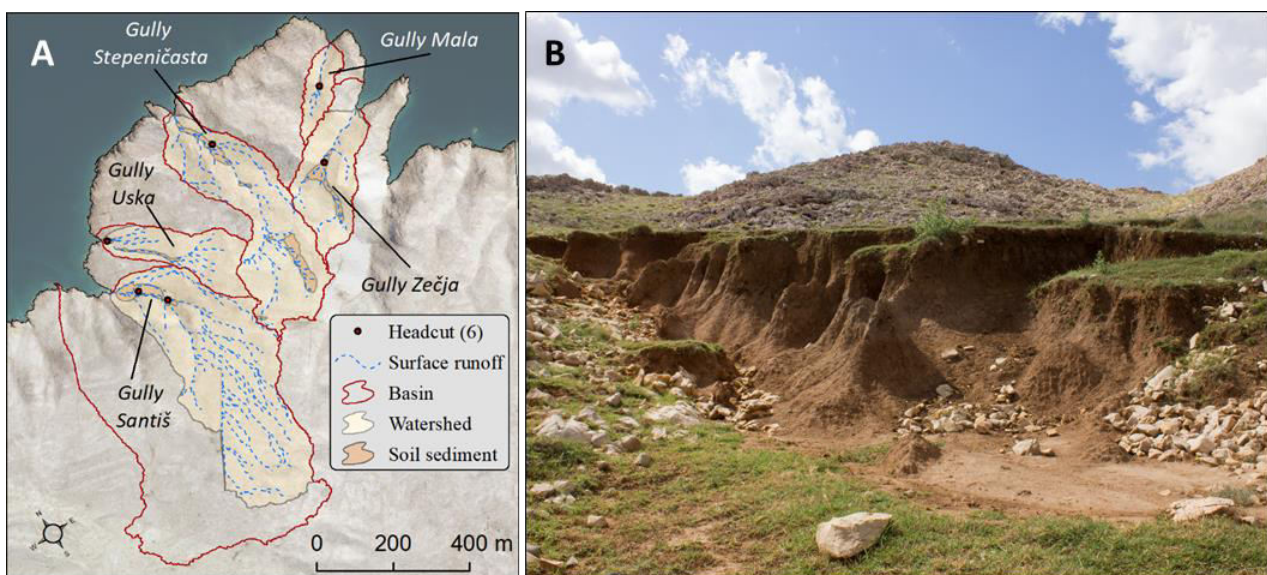 A
Gully
Stepeničasta
Gully Mala
Gully
Uska
Gully Zečja
Gully
Santiš
Headcut (6)
Surface runoff
Basin
Watershed
Soil sediment
N
E
W
S
0 200 400 m
B